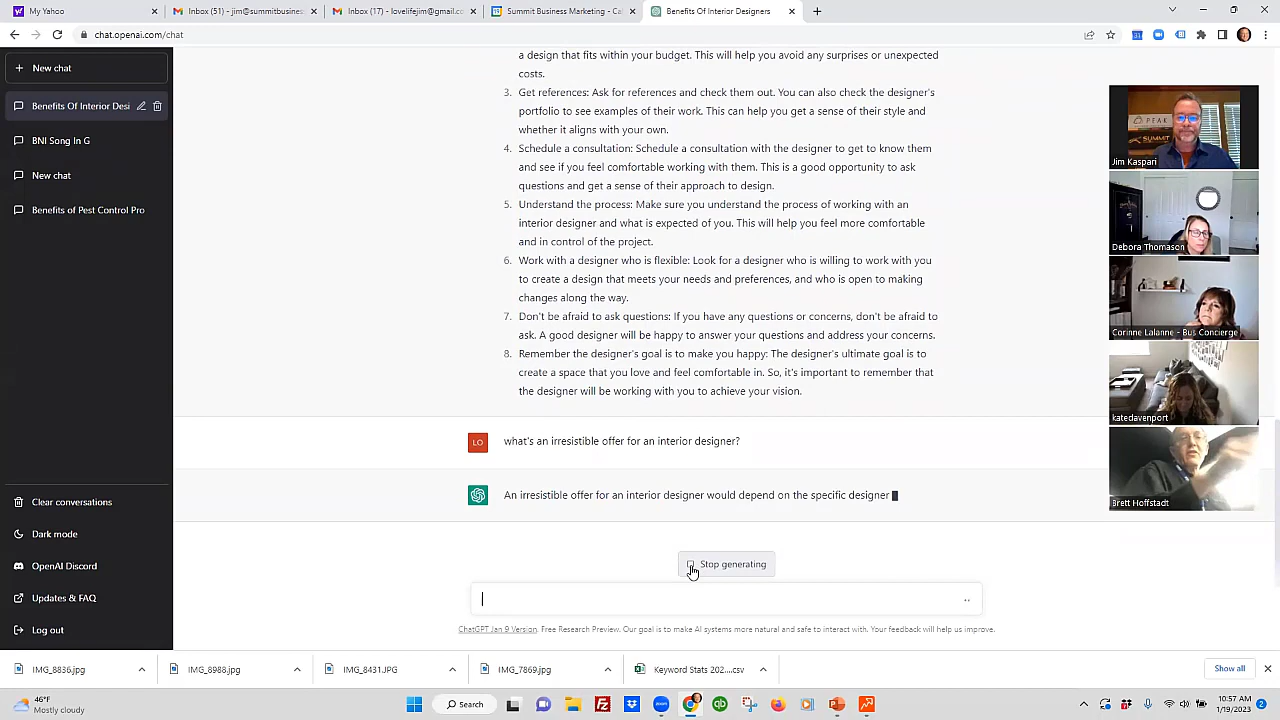 My Yahoo
Inbox (51) - jim@summitbusines
Inbox (17) - lovelifejim@gmail.c
Summit Business Marketing - Cal
Benefits Of Interior Designers
chat.openai.com/chat
New chat
Benefits Of Interior Desi
BNI Song In G
New chat
Benefits of Pest Control Pro
a design that fits within your budget. This will help you avoid any surprises or unexpected
costs.
3. Get references: Ask for references and check them out. You can also check the designer's
portfolio to see examples of their work. This can help you get a sense of their style and
whether it aligns with your own.
4. Schedule a consultation: Schedule a consultation with the designer to get to know them
and see if you feel comfortable working with them. This is a good opportunity to ask
questions and get a sense of their approach to design.
5. Understand the process: Make sure you understand the process of working with an
interior designer and what is expected of you. This will help you feel more comfortable
and in control of the project.
6. Work with a designer who is flexible: Look for a designer who is willing to work with you
to create a design that meets your needs and preferences, and who is open to making
changes along the way.
7. Don't be afraid to ask questions: If you have any questions or concerns, don't be afraid to
ask. A good designer will be happy to answer your questions and address your concerns.
8. Remember the designer's goal is to make you happy: The designer's ultimate goal is to
create a space that you love and feel comfortable in. So, it's important to remember that
the designer will be working with you to achieve your vision.
LO
what's an irresistible offer for an interior designer?
An irresistible offer for an interior designer would depend on the specific designer
Stop generating
ChatGPT Jan 9 Version. Free Research Preview. Our goal is to make AI systems more natural and safe to interact with. Your feedback will help us improve.
Clear conversations
Dark mode
OpenAI Discord
Updates & FAQ
Log out
PEAK
SUMMIT
Jim Kaspari
Debora Thomason
Corinne Lalanne - Bus Concierge
katedavenport
Brett Hoffstadt
IMG_8836.jpg
IMG_8988.jpg
IMG_8431.JPG
IMG_7869.jpg
Keyword Stats 202....csv
Show all
46°F
Mostly cloudy
Search
10:57 AM
1/19/2023
2